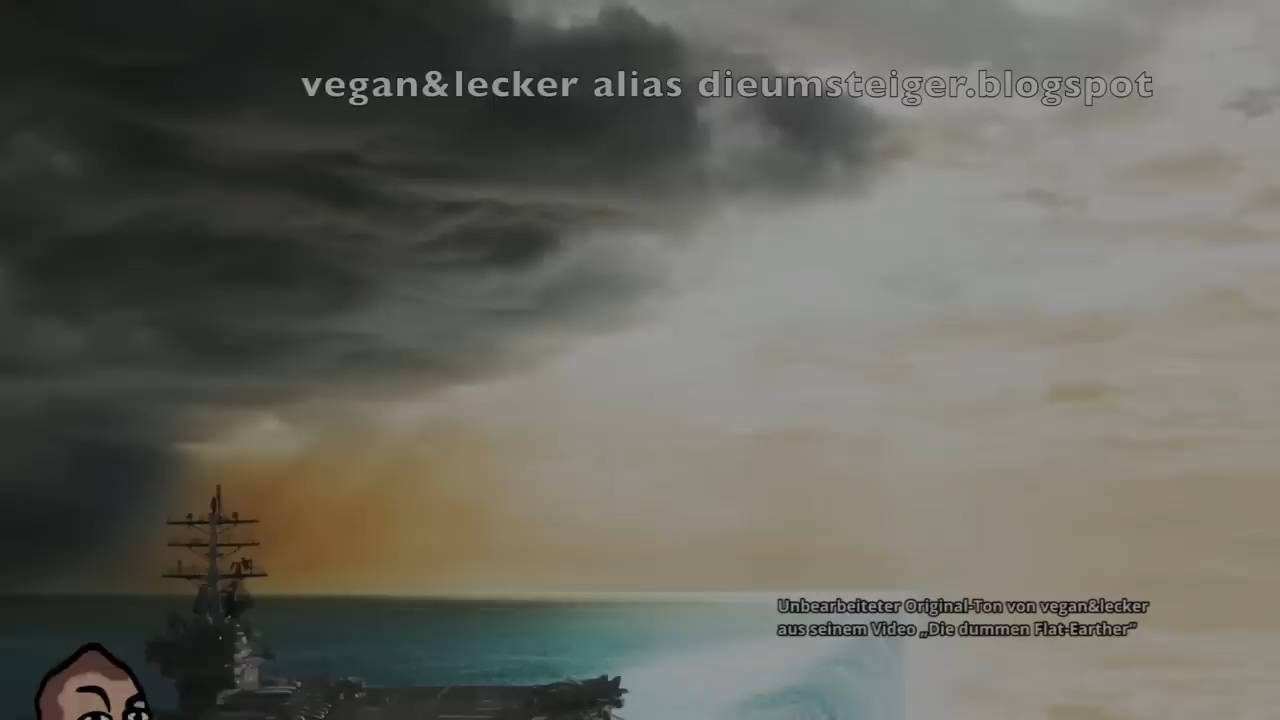 vegan&lecker alias dieumsteiger.blogspot
Unbearbeiteter Original-Ton von vegan&lecker
aus seinem Video „Die dummen Flat-Earther“